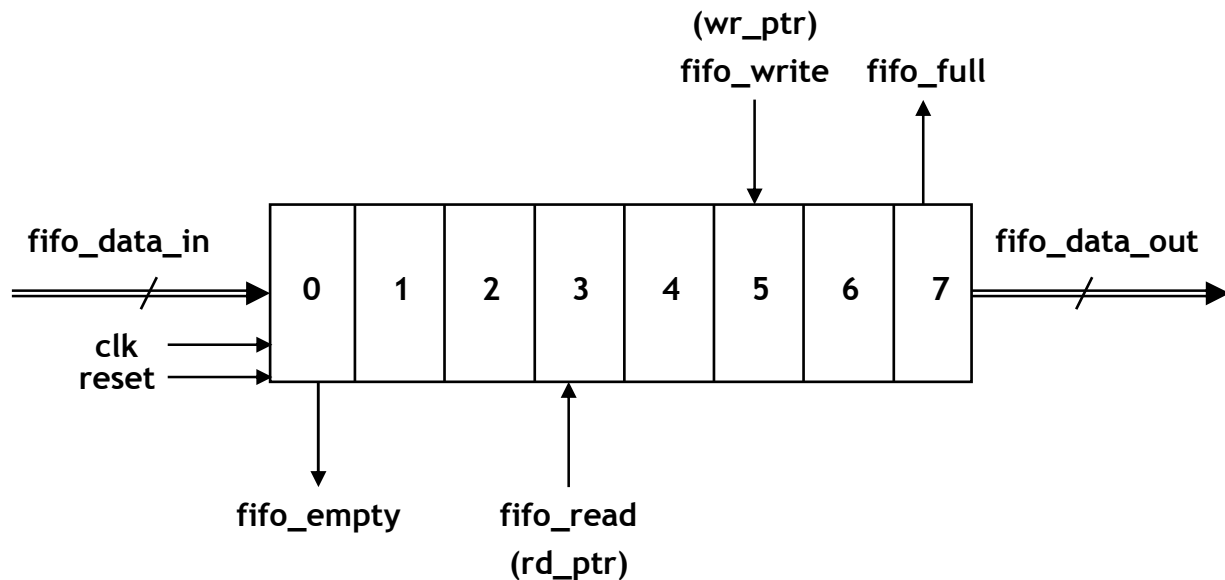 (wr_ptr)
fifo_write fifo_full
fifo_data_in
fifo_data_out
0 1 2 3 4 5 6 7
clk
reset
fifo_empty fifo_read
(rd_ptr)